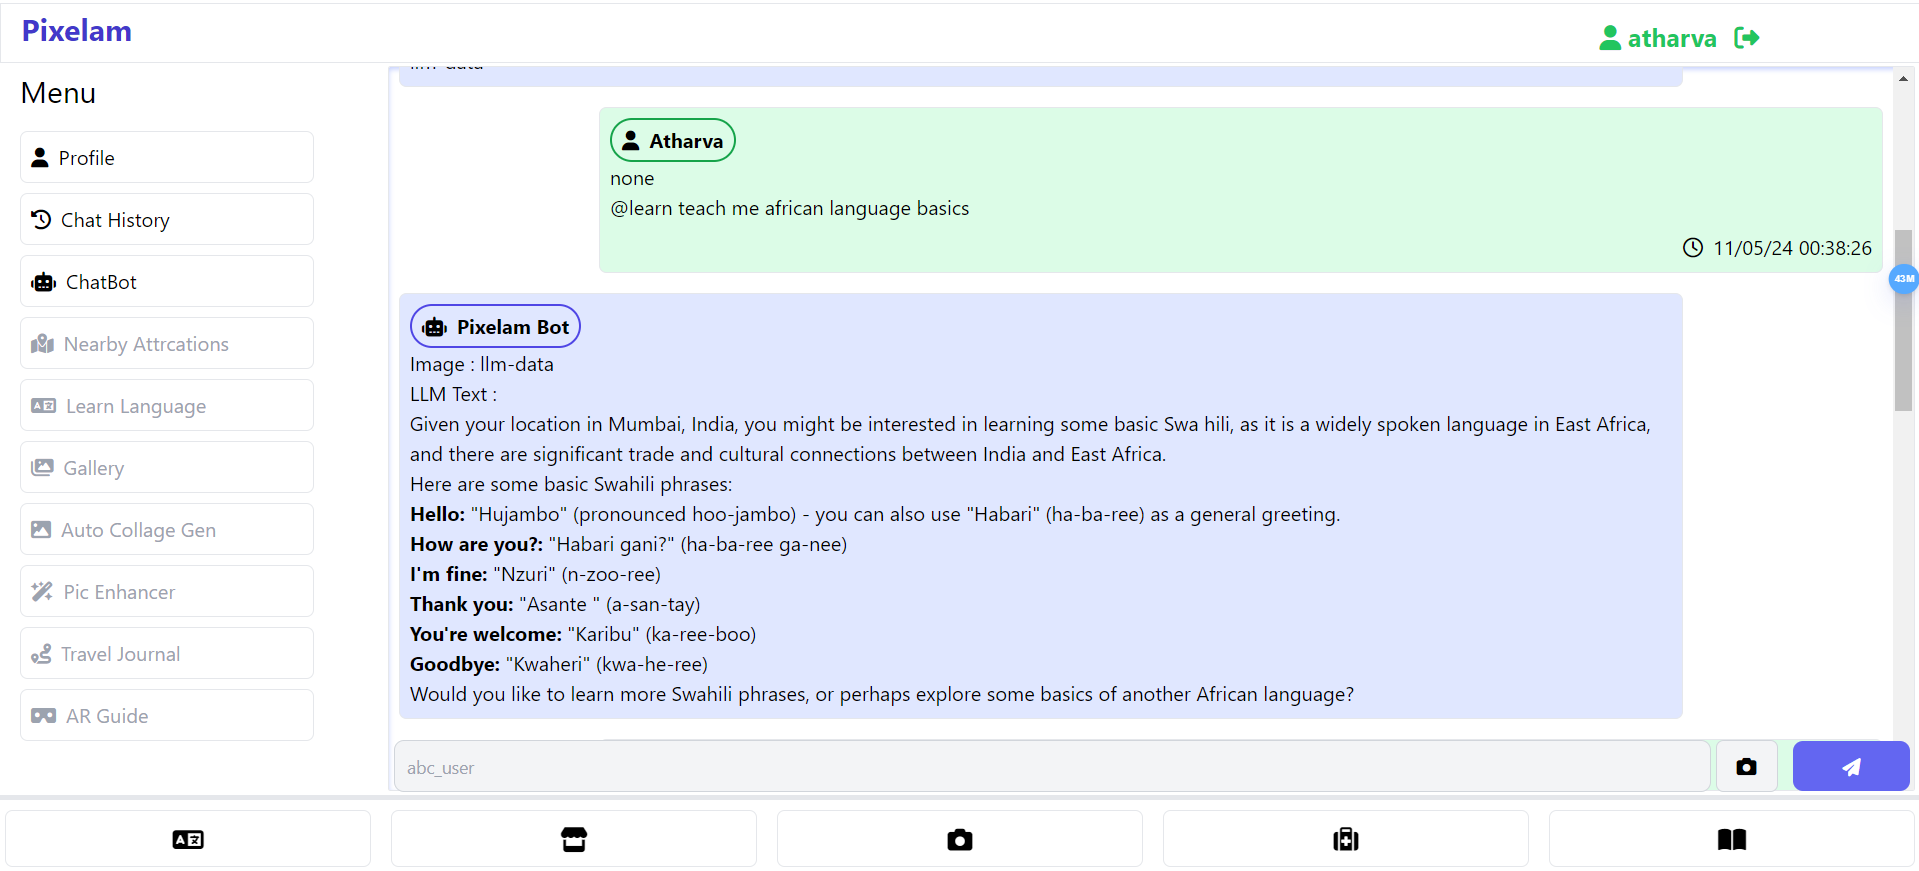 Pixelam
atharva
Menu
Profile
Chat History
ChatBot
Nearby Attrcations
Learn Language
Gallery
Auto Collage Gen
Pic Enhancer
Travel Journal
AR Guide
llm-data
Atharva
none
@learn teach me african language basics
11/05/24 00:38:26
43M
Pixelam Bot
Image : llm-data
LLM Text :
Given your location in Mumbai, India, you might be interested in learning some basic Swa hili, as it is a widely spoken language in East Africa,
and there are significant trade and cultural connections between India and East Africa.
Here are some basic Swahili phrases:
Hello: "Hujambo" (pronounced hoo-jambo) - you can also use "Habari" (ha-ba-ree) as a general greeting.
How are you?: "Habari gani?" (ha-ba-ree ga-nee)
I'm fine: "Nzuri" (n-zoo-ree)
Thank you: "Asante " (a-san-tay)
You're welcome: "Karibu" (ka-ree-boo)
Goodbye: "Kwaheri" (kwa-he-ree)
Would you like to learn more Swahili phrases, or perhaps explore some basics of another African language?
abc_user